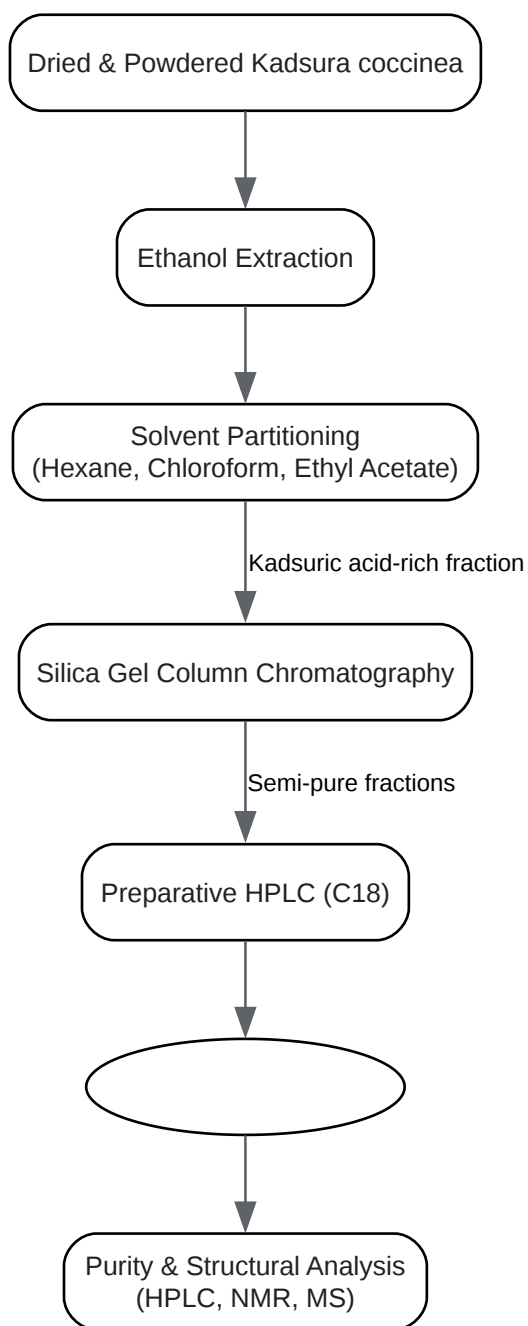 Dried & Powdered Kadsura coccinea
Ethanol Extraction
Solvent Partitioning
(Hexane, Chloroform, Ethyl Acetate)
Kadsuric acid-rich fraction
Silica Gel Column Chromatography
Semi-pure fractions
Preparative HPLC (C18)
Purity & Structural Analysis
(HPLC, NMR, MS)